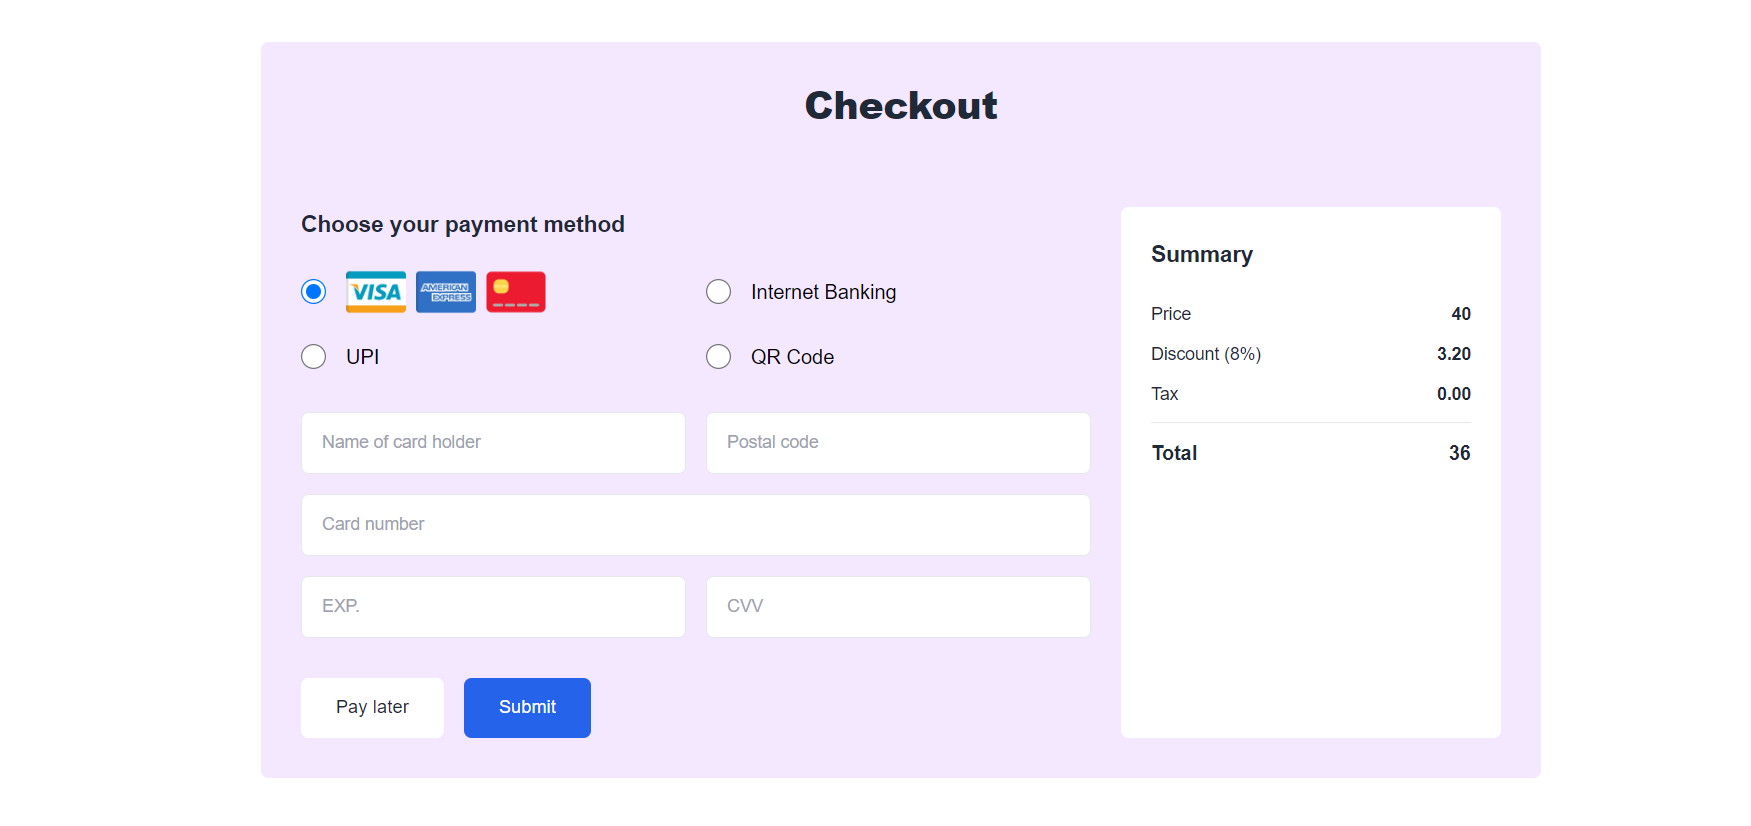 Checkout
Choose your payment method
VISA
AMERICAN
EXPRESS
Internet Banking
UPI
QR Code
Name of card holder
Postal code
Card number
EXP.
CVV
Pay later
Submit
Summary
Price 40
Discount (8%) 3.20
Tax 0.00
Total 36